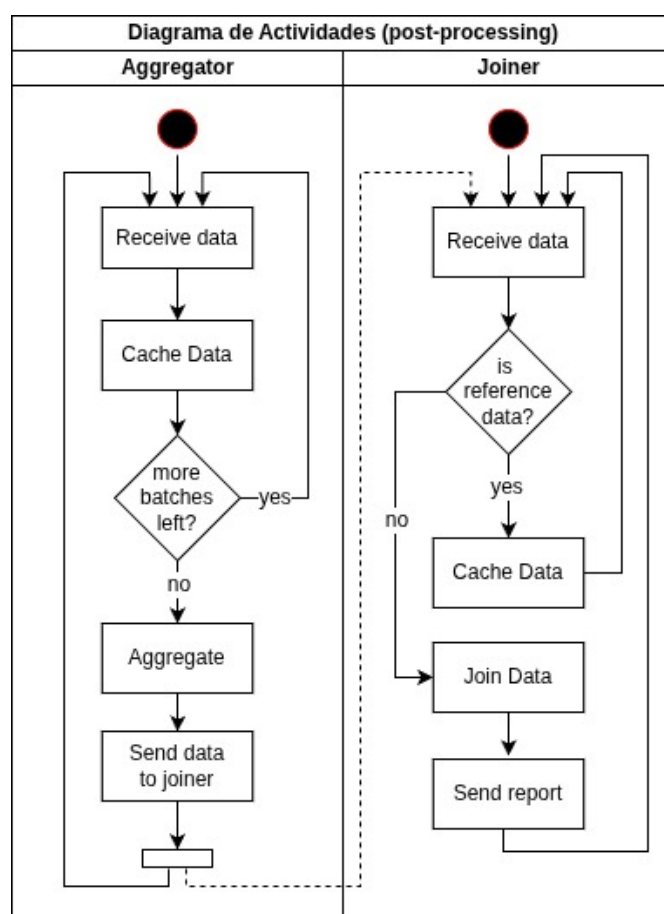 Diagrama de Actividades (post-processing)
Aggregator
Joiner
Receive data
Cache Data
more
batches
left?
yes
no
Aggregate
Send data
to joiner
Receive data
is
reference
data?
yes
no
Cache Data
Join Data
Send report